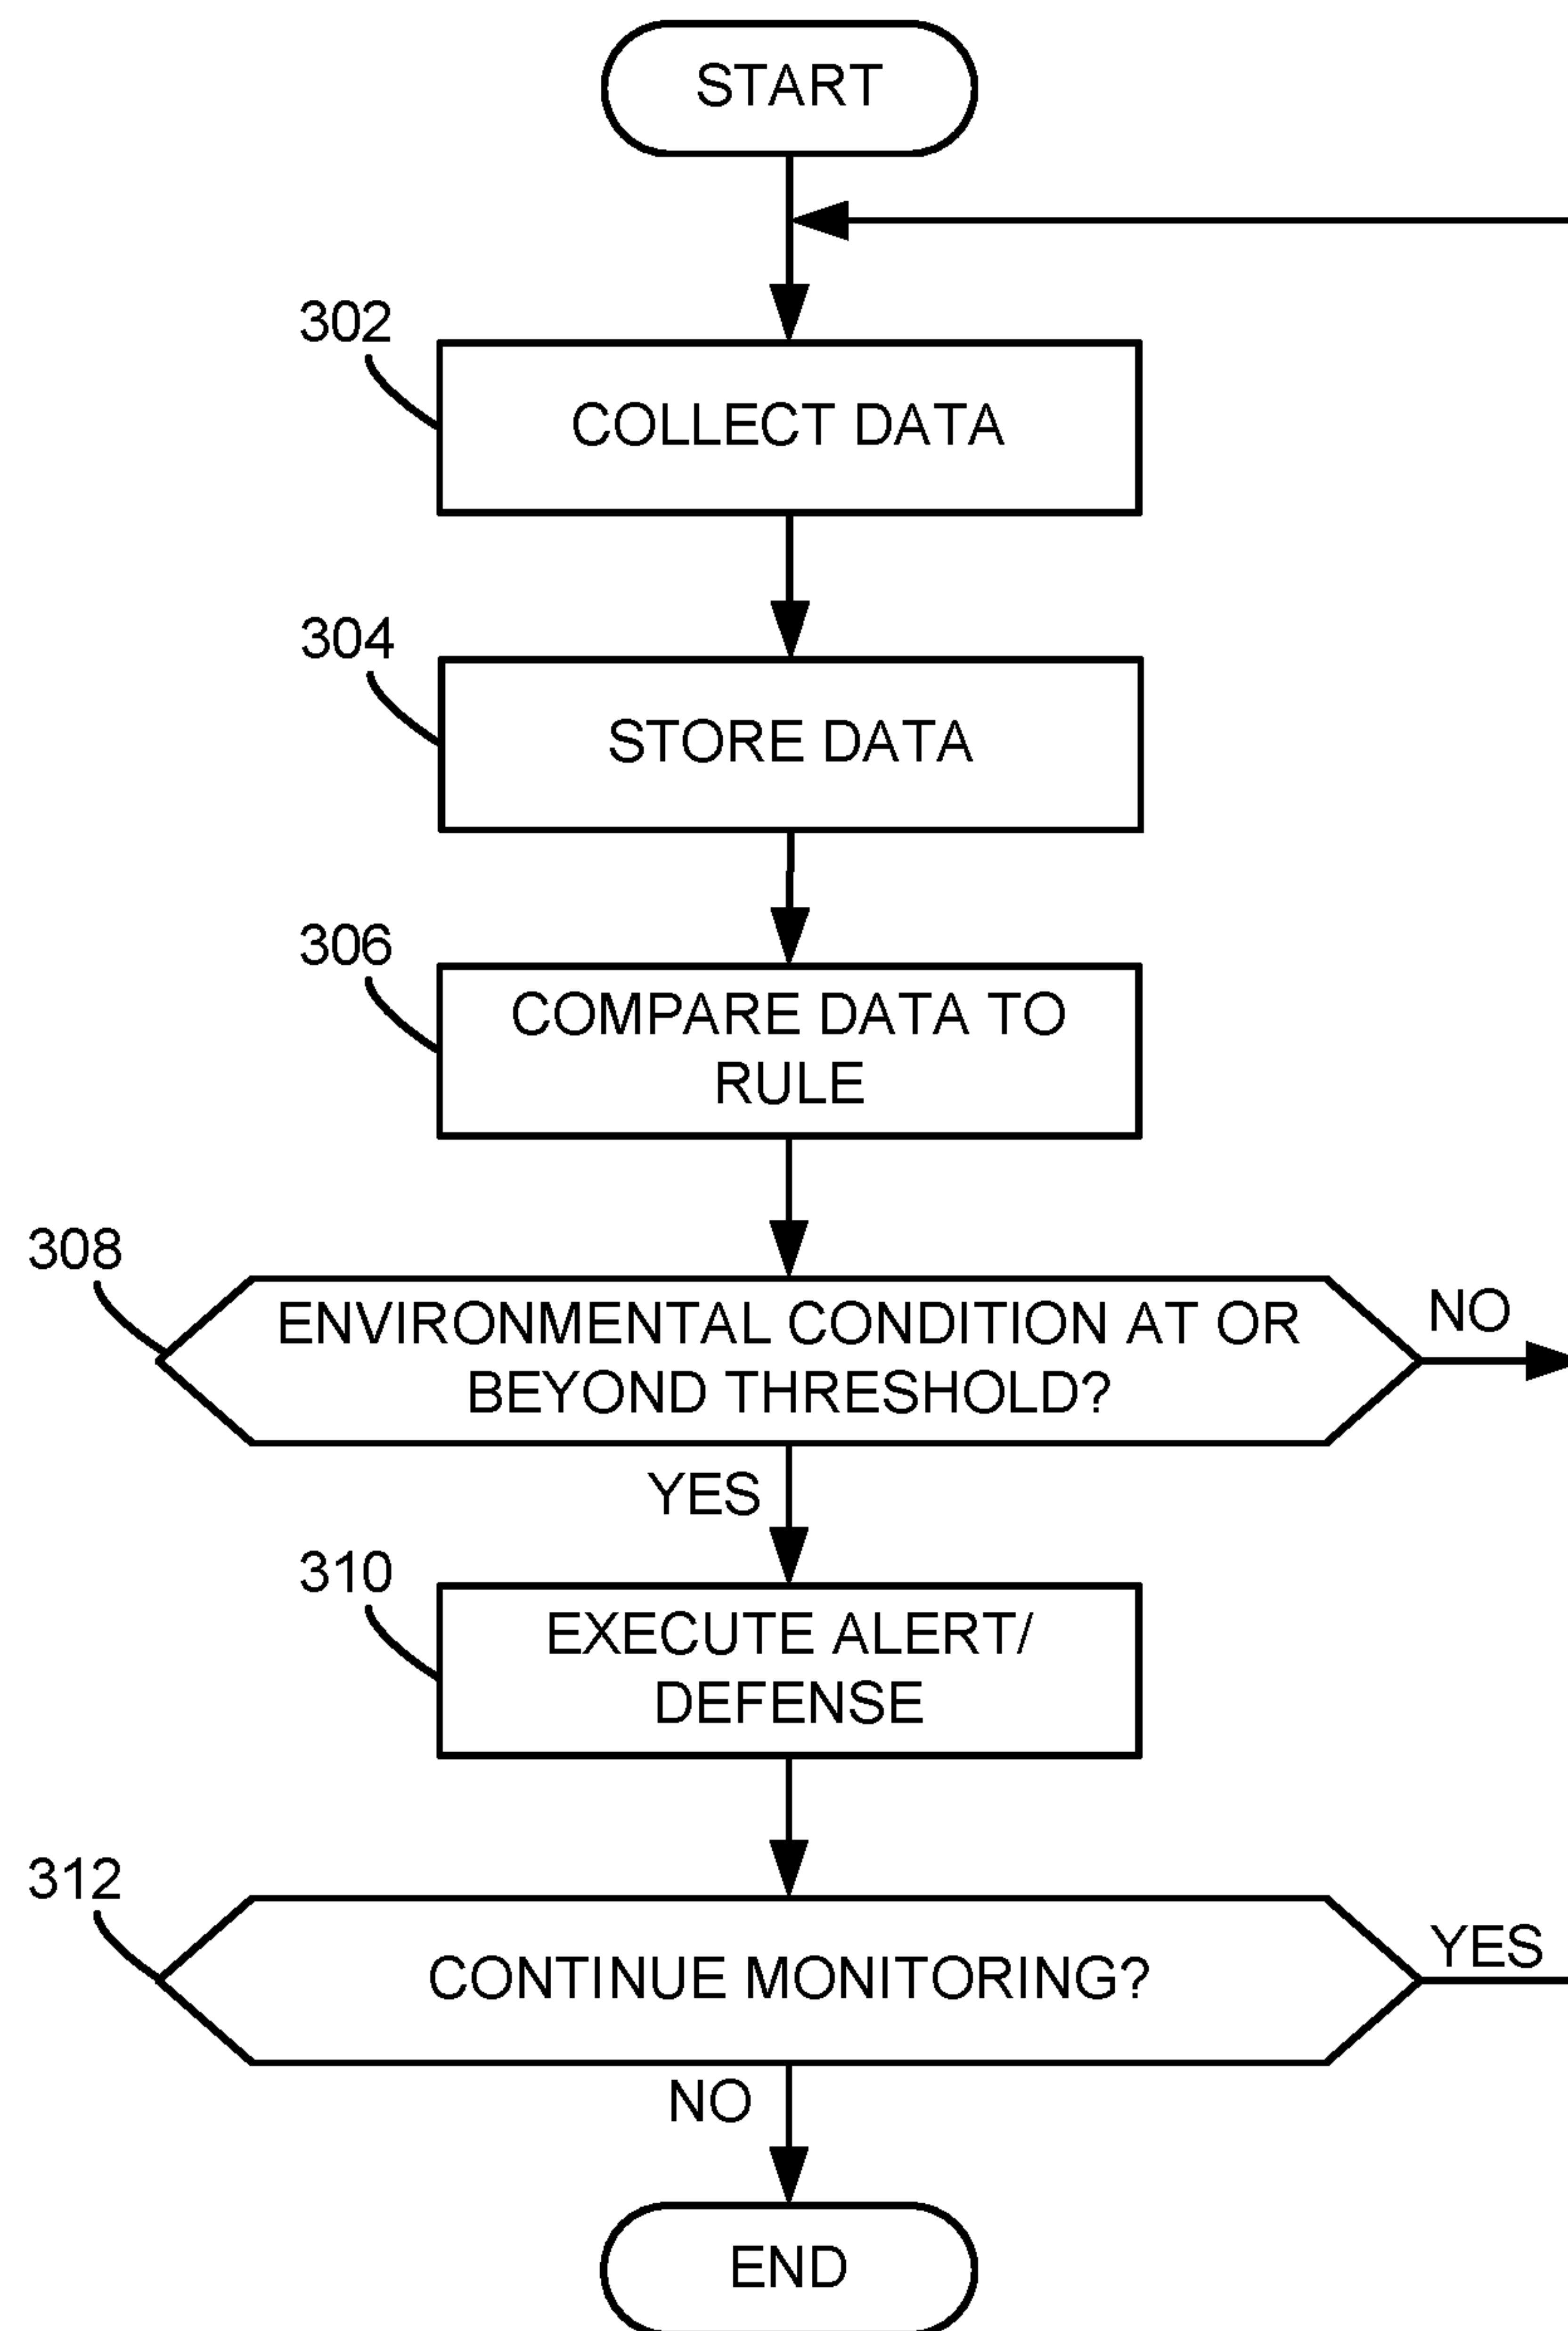 START
302
COLLECT DATA
304
STORE DATA
306
COMPARE DATA TO
RULE
308
ENVIRONMENTAL CONDITION AT OR
BEYOND THRESHOLD?
NO
YES
310
EXECUTE ALERT/
DEFENSE
312
CONTINUE MONITORING?
YES
NO
END